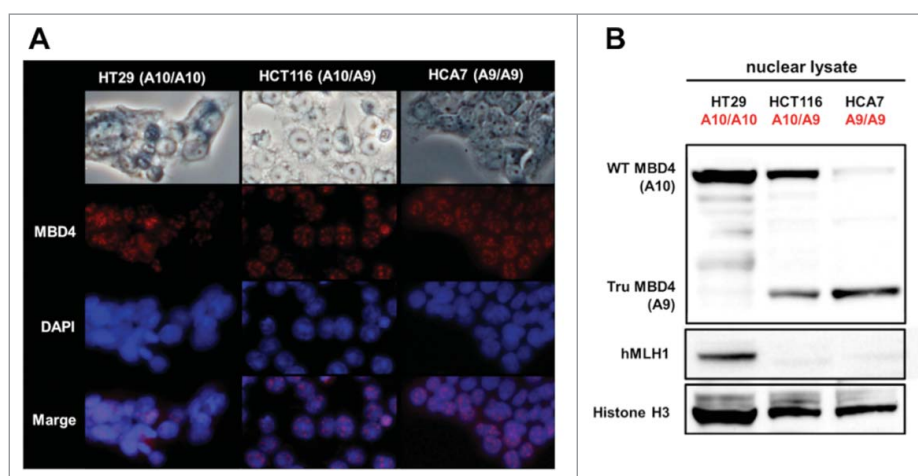 A
HT29 (A10/A10) HCT116 (A10/A9) HCA7 (A9/A9)
MBD4
DAPI
Marge
B
nuclear lysate
HT29 HCT116 HCA7
A10/A10 A10/A9 A9/A9
WT MBD4
(A10)
Tru MBD4
(A9)
hMLH1
Histone H3